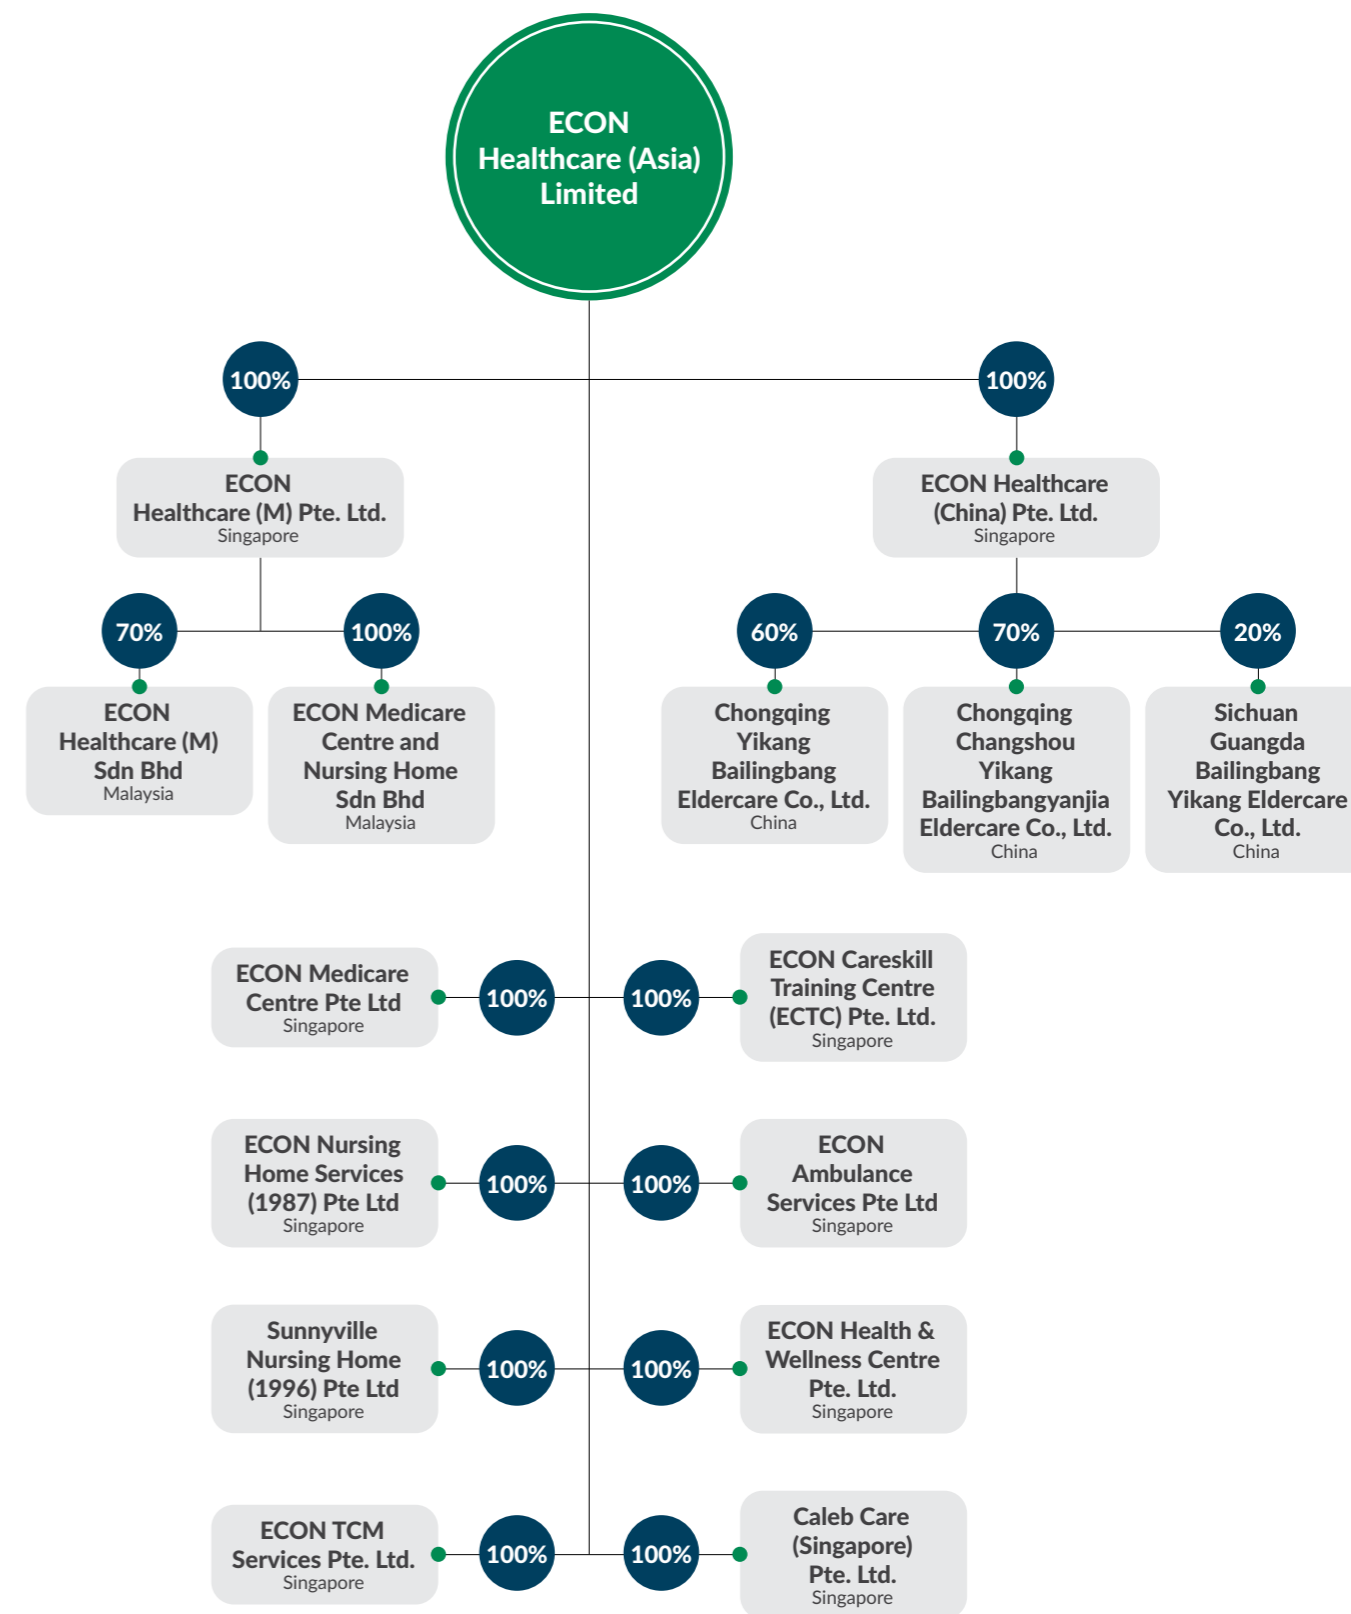 ECON
Healthcare (Asia)
Limited
100%
100%
ECON
Healthcare (M) Pte. Ltd.
Singapore
ECON Healthcare
(China) Pte. Ltd.
Singapore
70%
100%
60%
70%
20%
ECON
Healthcare (M)
Sdn Bhd
Malaysia
ECON Medicare
Centre and
Nursing Home
Sdn Bhd
Malaysia
Chongqing
Yikang
Bailingbang
Eldercare Co., Ltd.
China
Chongqing
Changshou
Yikang
Bailingbangyanjia
Eldercare Co., Ltd.
China
Sichuan
Guangda
Bailingbang
Yikang Eldercare
Co., Ltd.
China
ECON Medicare
Centre Pte Ltd
Singapore
100%
100%
ECON Careskill
Training Centre
(ECTC) Pte. Ltd.
Singapore
ECON Nursing
Home Services
(1987) Pte Ltd
Singapore
100%
100%
ECON
Ambulance
Services Pte Ltd
Singapore
Sunnyville
Nursing Home
(1996) Pte Ltd
Singapore
100%
100%
ECON Health &
Wellness Centre
Pte. Ltd.
Singapore
ECON TCM
Services Pte. Ltd.
Singapore
100%
100%
Caleb Care
(Singapore)
Pte. Ltd.
Singapore